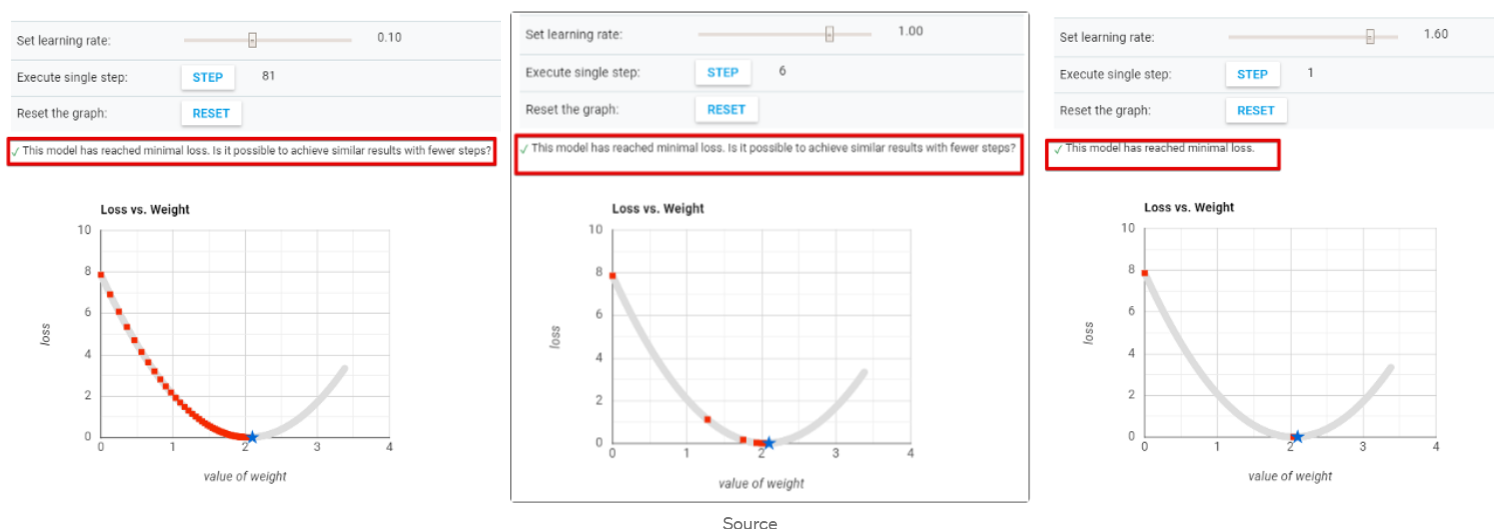 Set learning rate: 0.10
Execute single step: STEP 81
Reset the graph: RESET
✓ This model has reached minimal loss. Is it possible to achieve similar results with fewer steps?
Loss vs. Weight
10
8
6
4
2
0
0 1 2 3 4
loss
value of weight
Set learning rate: 1.00
Execute single step: STEP 6
Reset the graph: RESET
✓ This model has reached minimal loss. Is it possible to achieve similar results with fewer steps?
Loss vs. Weight
10
8
6
4
2
0
0 1 2 3 4
loss
value of weight
Set learning rate: 1.60
Execute single step: STEP 1
Reset the graph: RESET
✓ This model has reached minimal loss.
Loss vs. Weight
10
8
6
4
2
0
0 1 2 3 4
loss
value of weight
Source